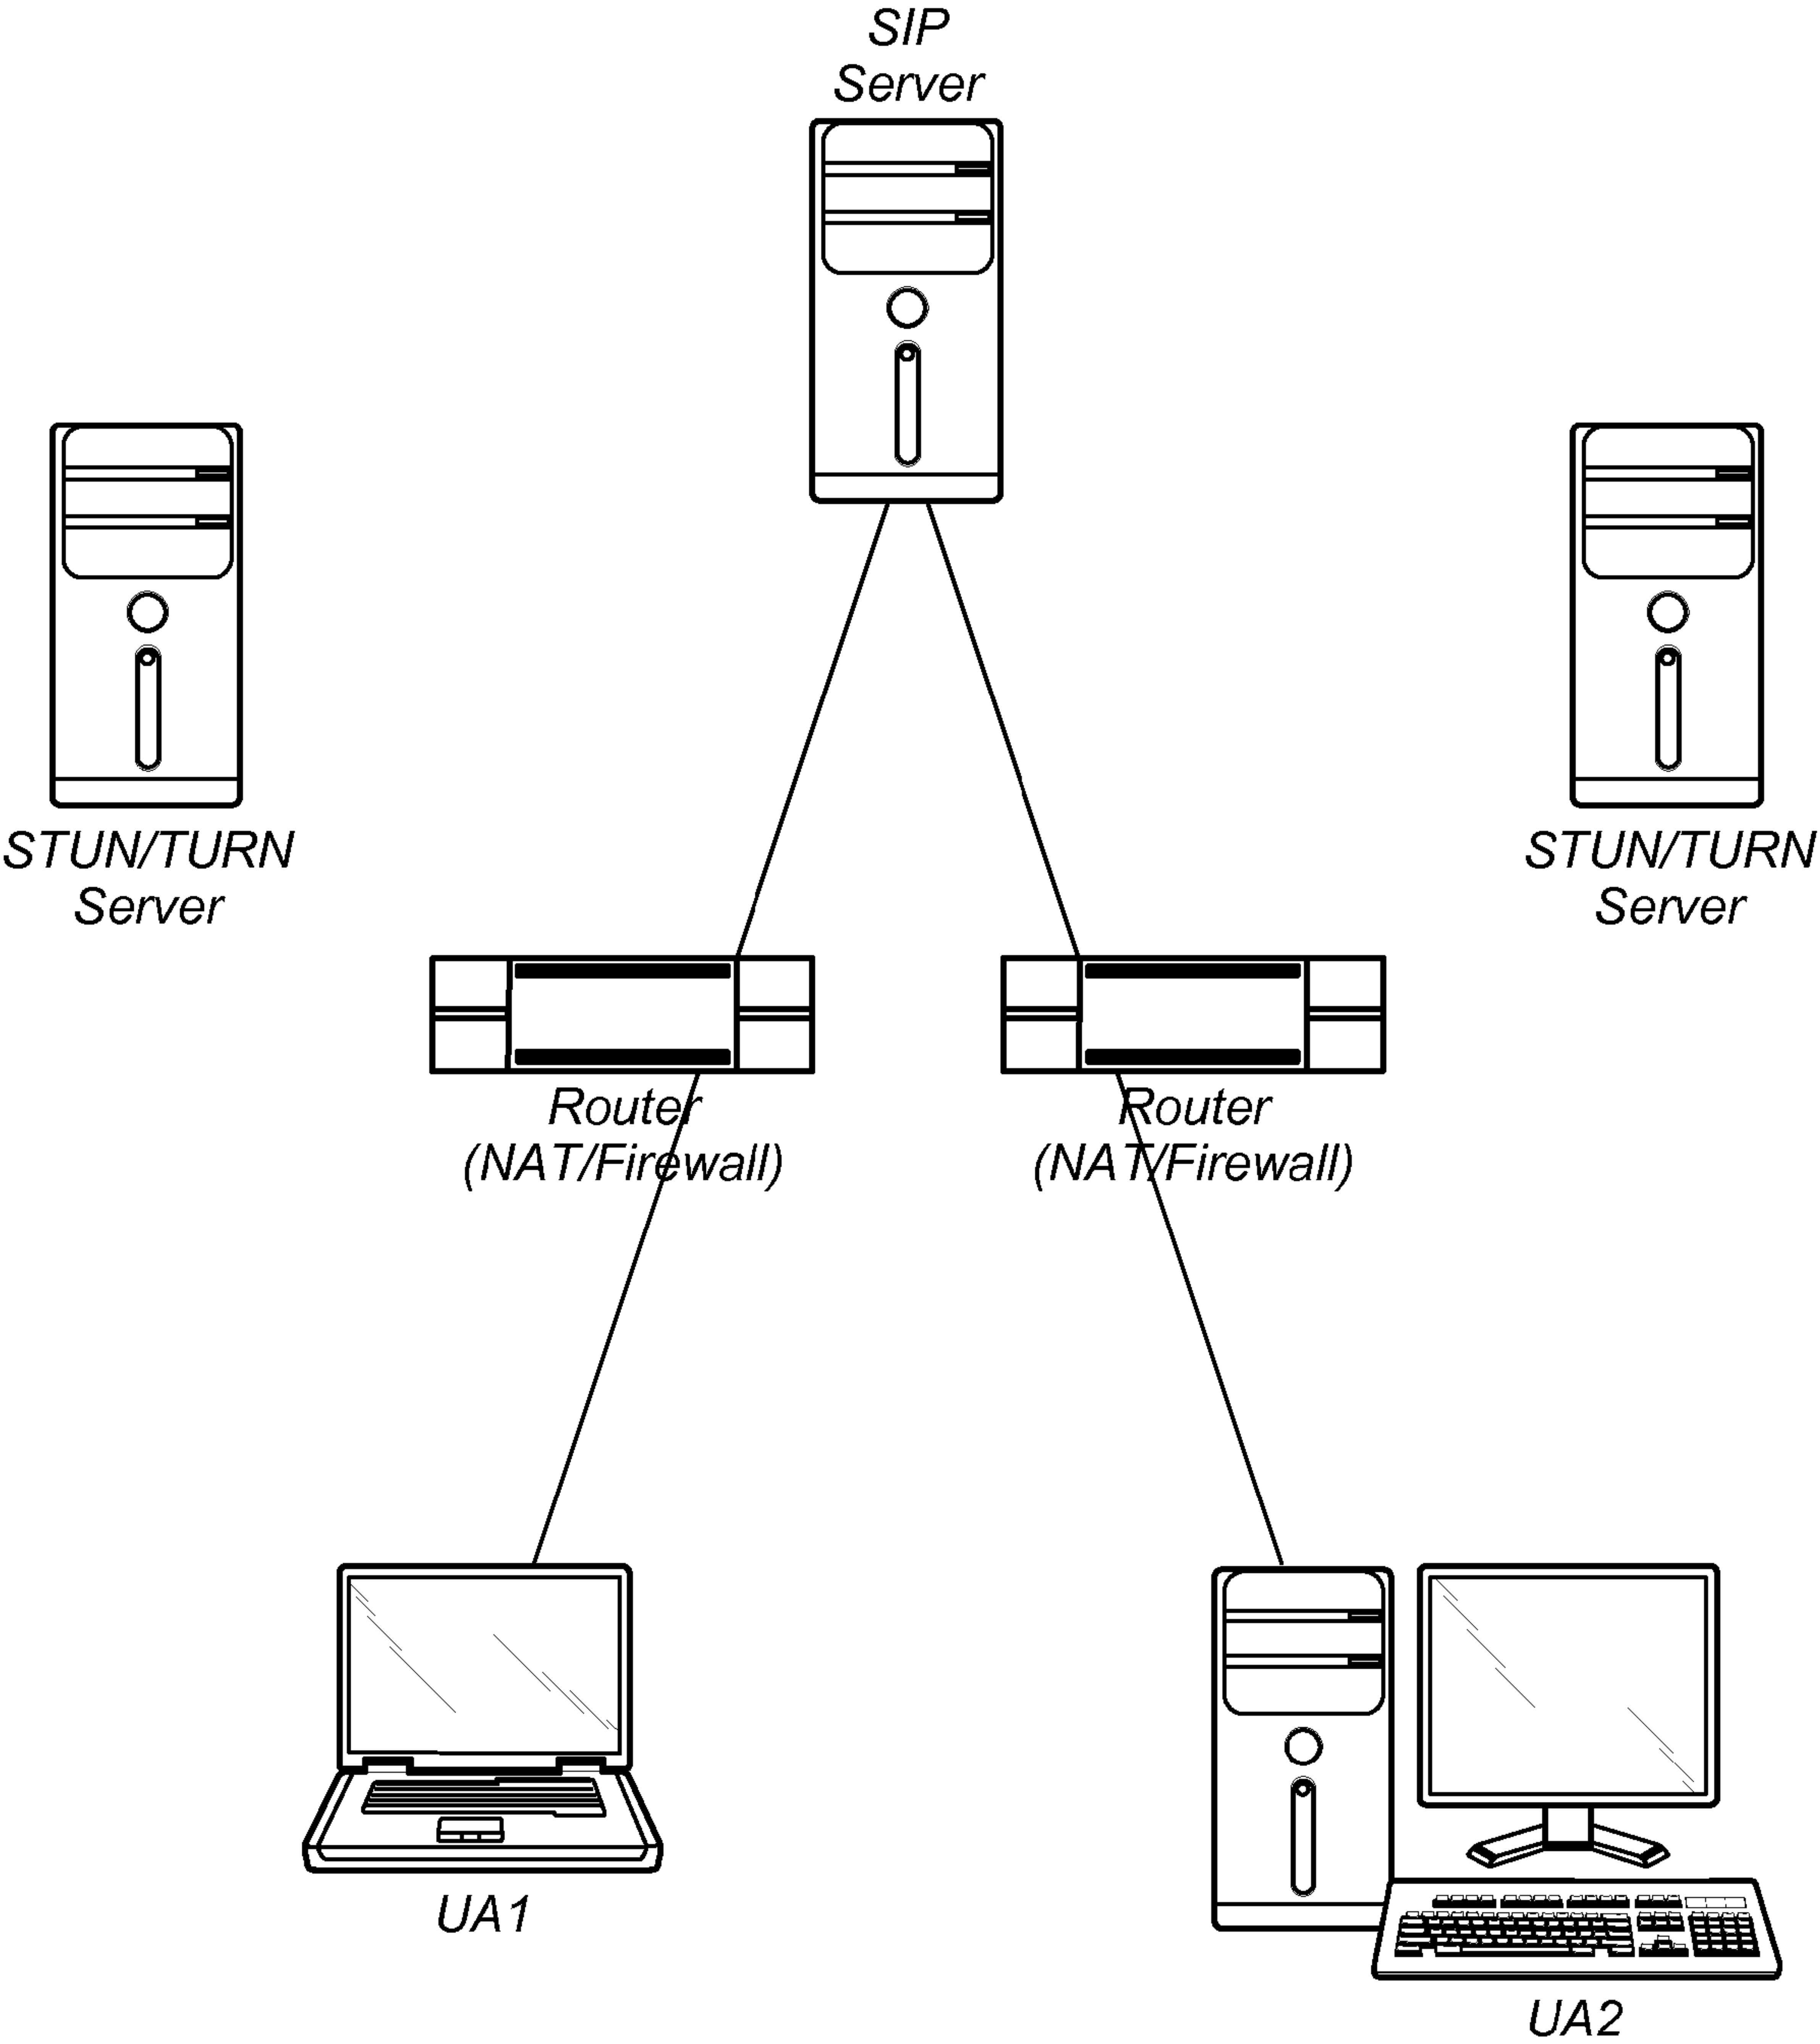 SIP
Server
STUN/TURN
Server
STUN/TURN
Server
Router
(NAT/Firewall)
Router
(NAT/Firewall)
UA1
UA2